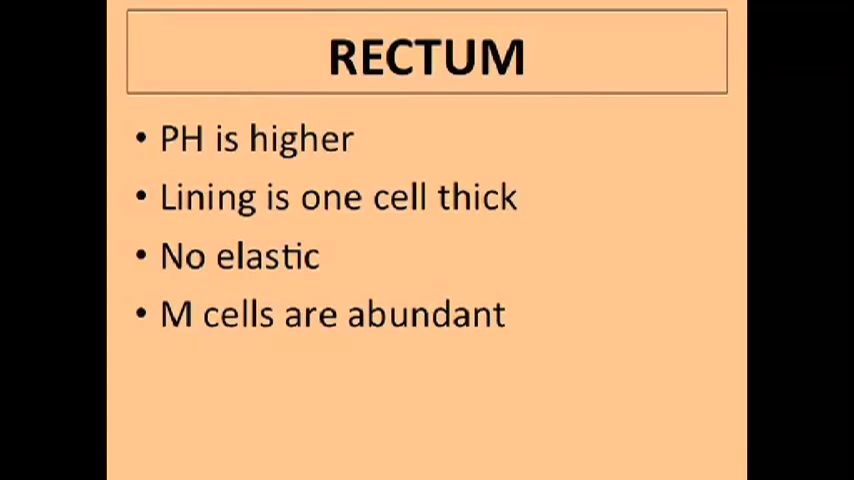 RECTUM
• PH is higher
• Lining is one cell thick
• No elastic
• M cells are abundant